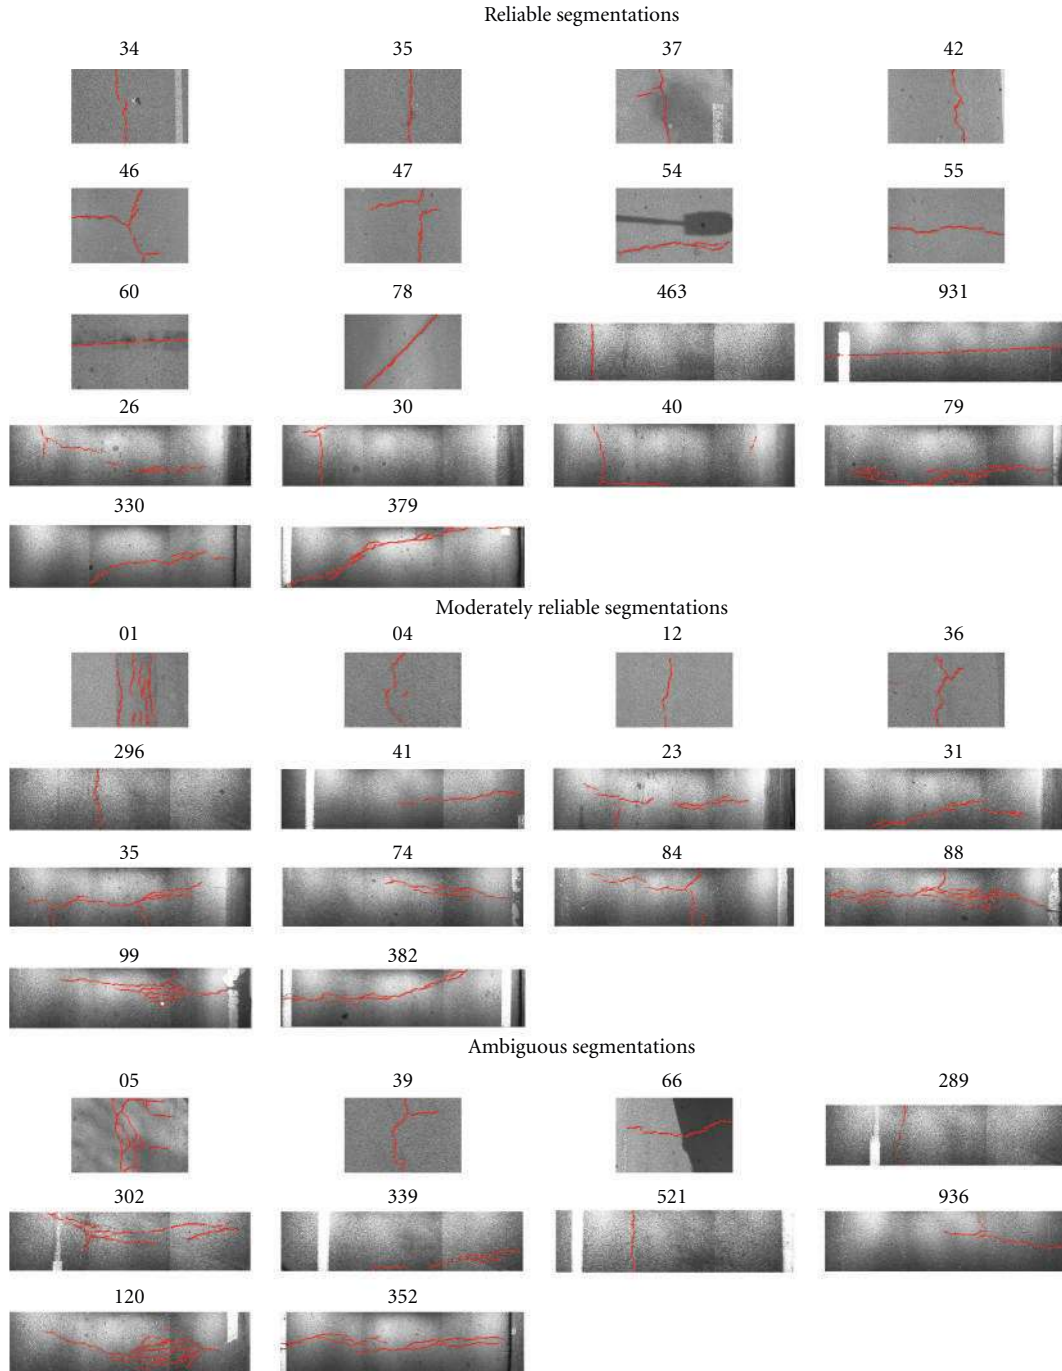 Reliable segmentations
34 35 37 42
46 47 54 55
60 78 463 931
26 30 40 79
330 379
Moderately reliable segmentations
01 04 12 36
296 41 23 31
35 74 84 88
99 382
Ambiguous segmentations
05 39 66 289
302 339 521 936
120 352